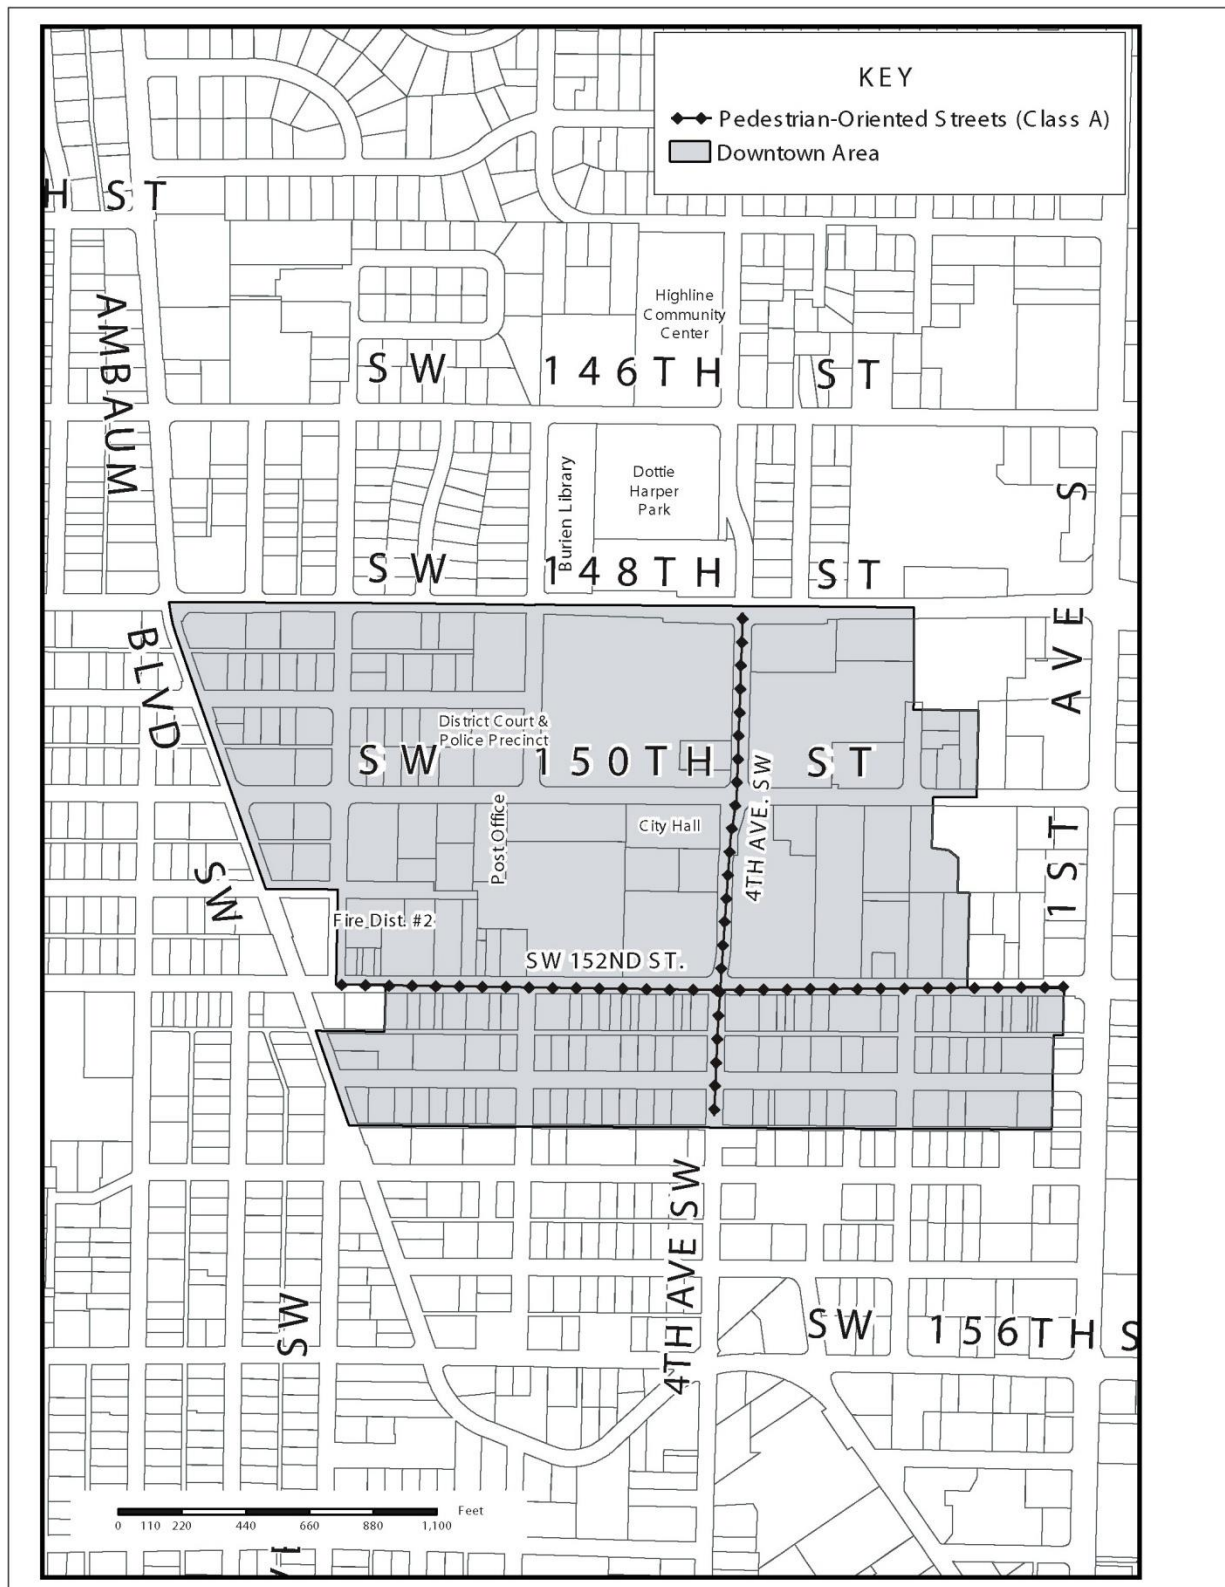 KEY
Pedestrian-Oriented Streets (Class A)
Downtown Area
H ST
AMBAUM
Highline
Community
Center
SW 146TH ST
Burien Library
Dottie
Harper
Park
S
SW 148TH ST
BLVD
AVE
District Court &
Police Precinct
SW 150TH ST
4TH AVE. SW
Post Office
City Hall
1ST
SW
Fire Dist. #2
SW 152ND ST.
4TH AVE SW
SW
SW 156TH S
Feet
0 110 220 440 660 880 1,100